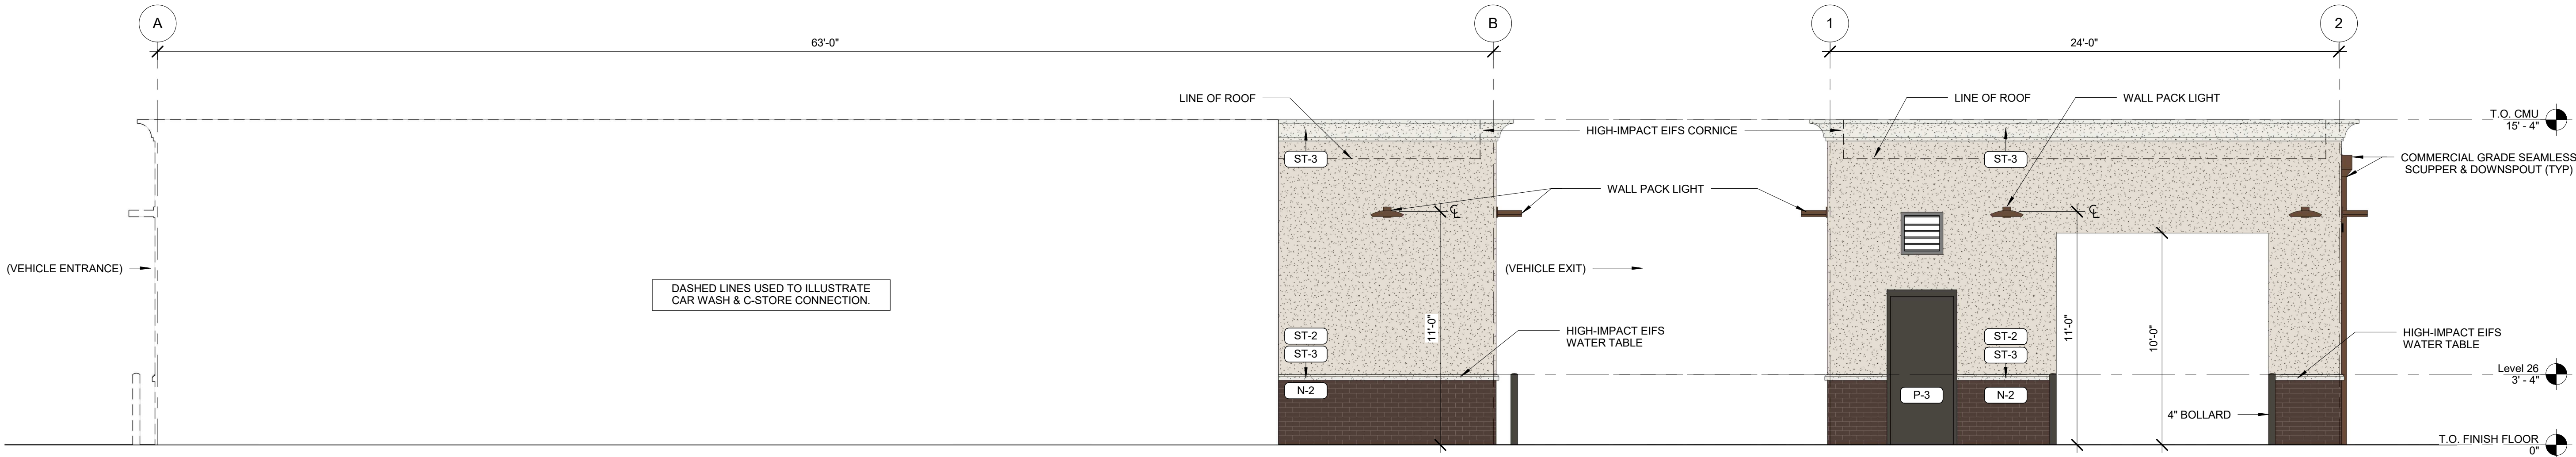 A
B
1
2
63'-0"
24'-0"
LINE OF ROOF
LINE OF ROOF
WALL PACK LIGHT
T.O. CMU
15' - 4"
HIGH-IMPACT EIFS CORNICE
ST-3
ST-3
COMMERCIAL GRADE SEAMLESS
SCUPPER & DOWNSPOUT (TYP)
WALL PACK LIGHT
℄
℄
(VEHICLE ENTRANCE)
(VEHICLE EXIT)
DASHED LINES USED TO ILLUSTRATE
CAR WASH & C-STORE CONNECTION.
11'-0"
11'-0"
10'-0"
ST-2
ST-3
N-2
HIGH-IMPACT EIFS
WATER TABLE
ST-2
ST-3
N-2
P-3
HIGH-IMPACT EIFS
WATER TABLE
Level 26
3' - 4"
4" BOLLARD
T.O. FINISH FLOOR
0"